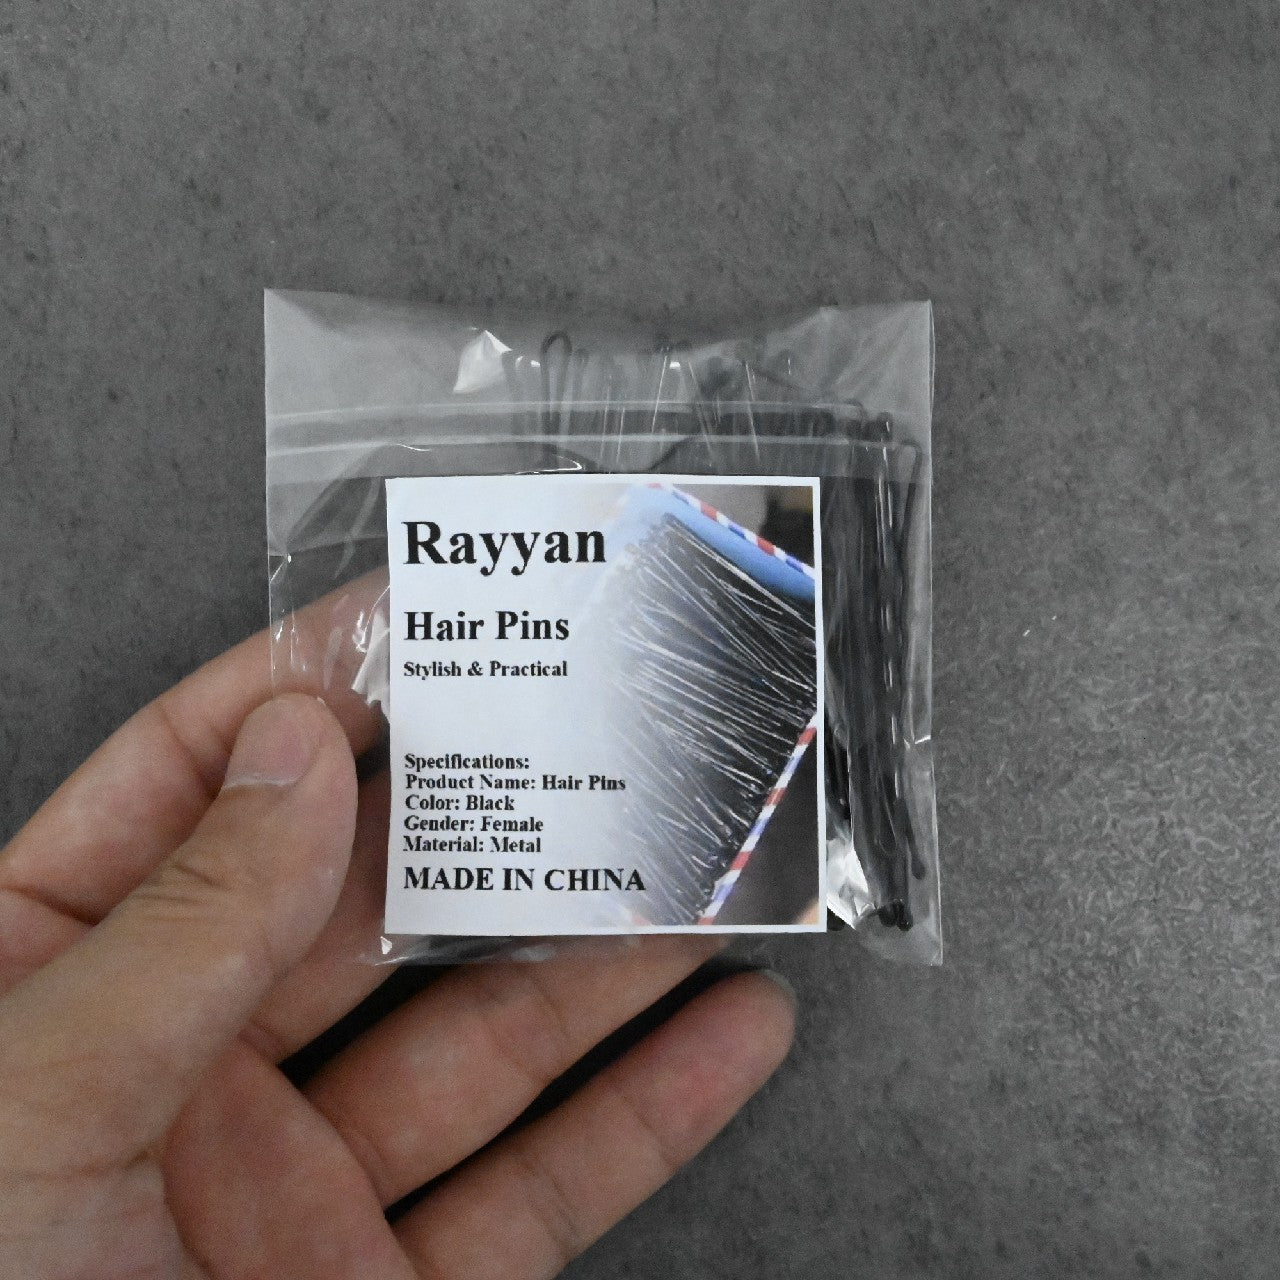 Rayyan
Hair Pins
Stylish & Practical
Specifications:
Product Name: Hair Pins
Color: Black
Gender: Female
Material: Metal
MADE IN CHINA